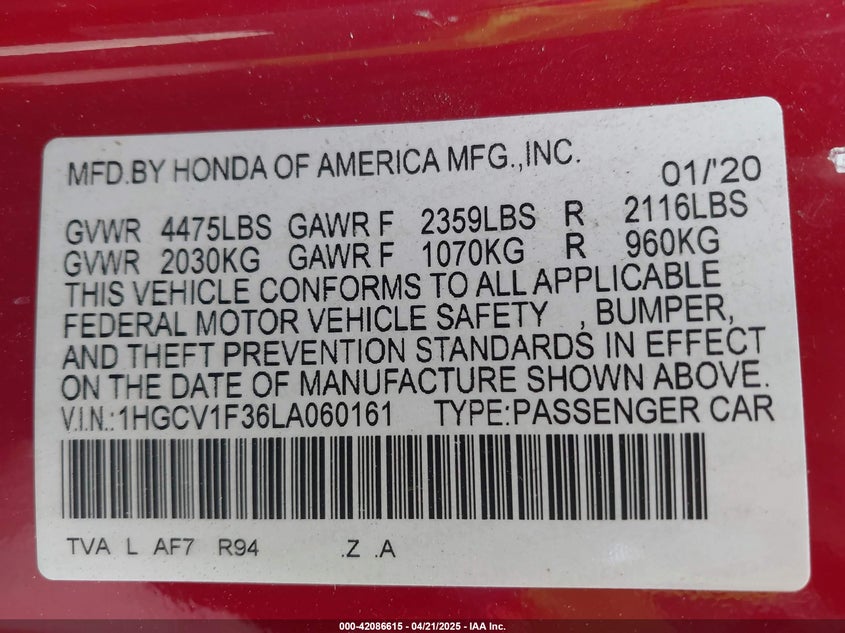 MFD.BY HONDA OF AMERICA MFG.,INC. 01/'20
GVWR 4475LBS GAWR F 2359LBS R 2116LBS
GVWR 2030KG GAWR F 1070KG R 960KG
THIS VEHICLE CONFORMS TO ALL APPLICABLE
FEDERAL MOTOR VEHICLE SAFETY , BUMPER,
AND THEFT PREVENTION STANDARDS IN EFFECT
ON THE DATE OF MANUFACTURE SHOWN ABOVE.
V.I.N.:1HGCV1F36LA060161 TYPE:PASSENGER CAR
TVA L AF7 R94 .Z .A
000-42086615 - 04/21/2025 - IAA Inc.